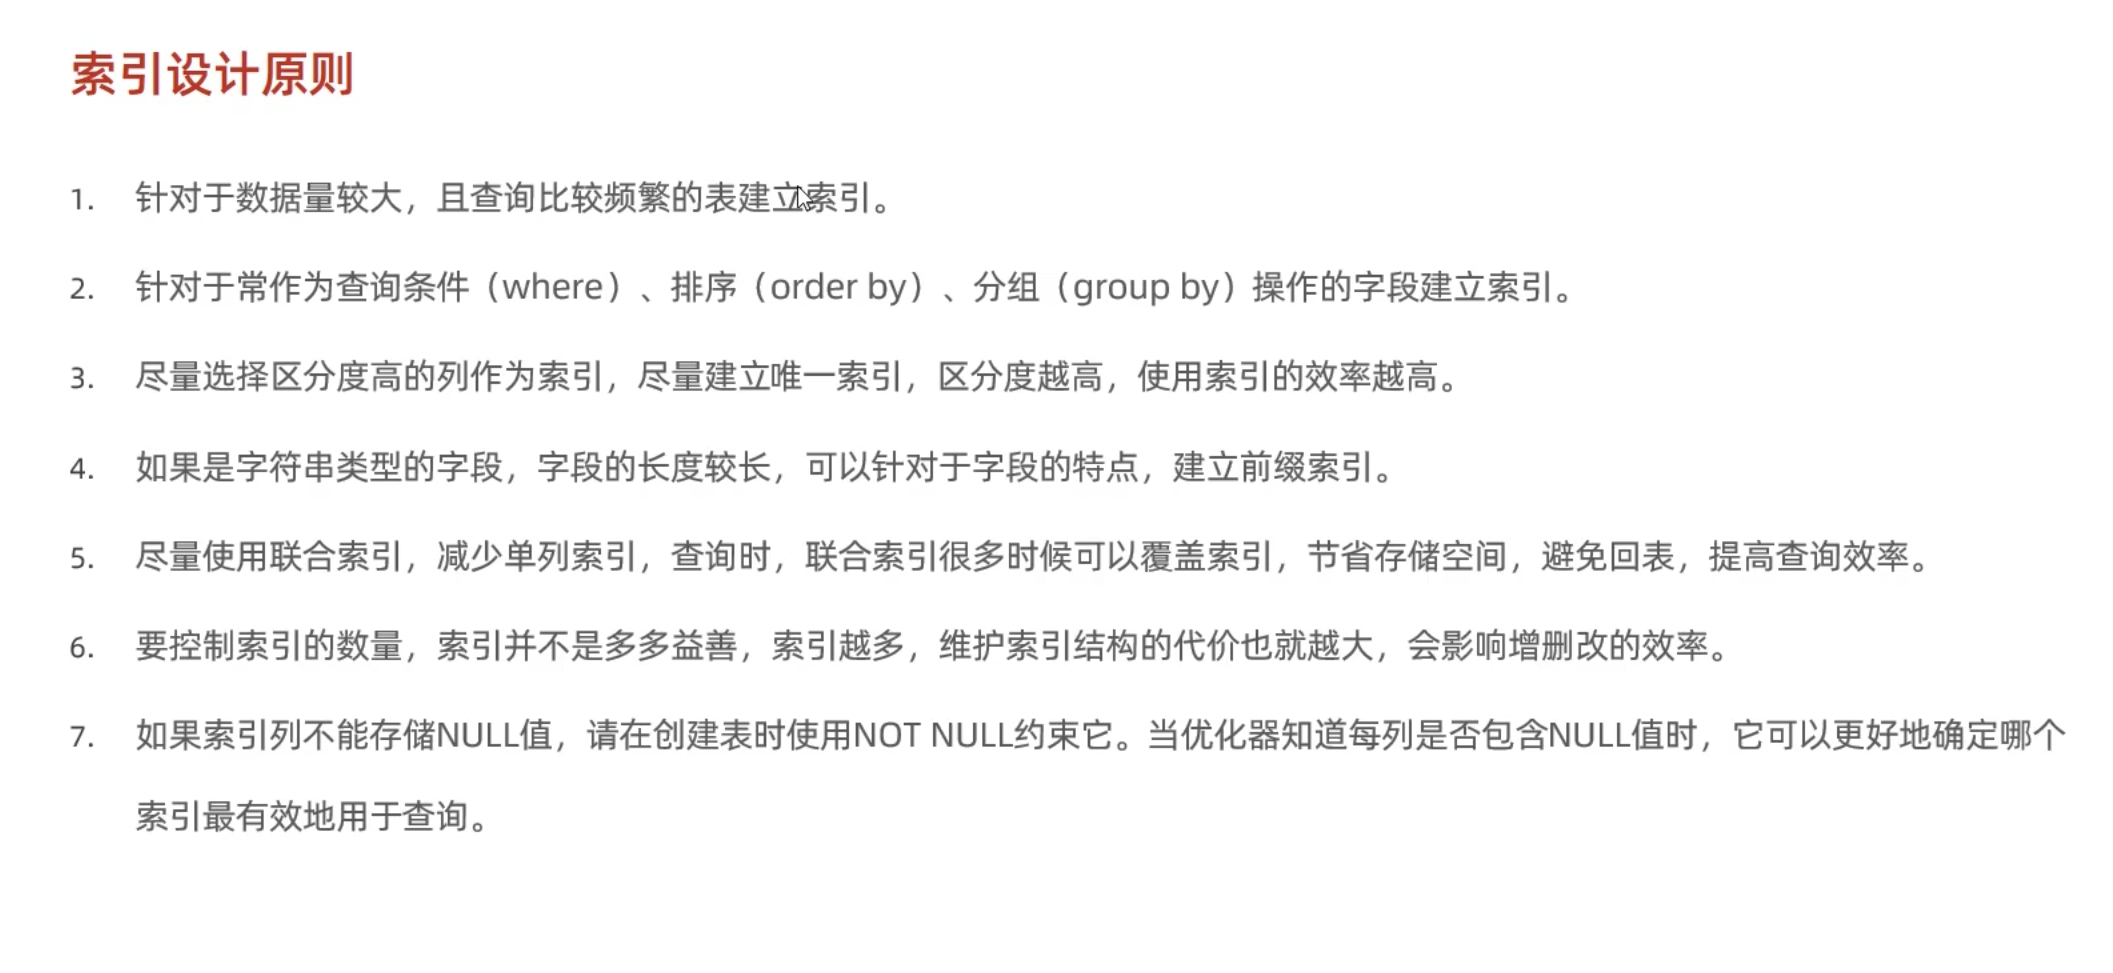 索引设计原则
1. 针对于数据量较大，且查询比较频繁的表建立索引。
2. 针对于常作为查询条件（where）、排序（order by）、分组（group by）操作的字段建立索引。
3. 尽量选择区分度高的列作为索引，尽量建立唯一索引，区分度越高，使用索引的效率越高。
4. 如果是字符串类型的字段，字段的长度较长，可以针对于字段的特点，建立前缀索引。
5. 尽量使用联合索引，减少单列索引，查询时，联合索引很多时候可以覆盖索引，节省存储空间，避免回表，提高查询效率。
6. 要控制索引的数量，索引并不是多多益善，索引越多，维护索引结构的代价也就越大，会影响增删改的效率。
7. 如果索引列不能存储NULL值，请在创建表时使用NOT NULL约束它。当优化器知道每列是否包含NULL值时，它可以更好地确定哪个
索引最有效地用于查询。